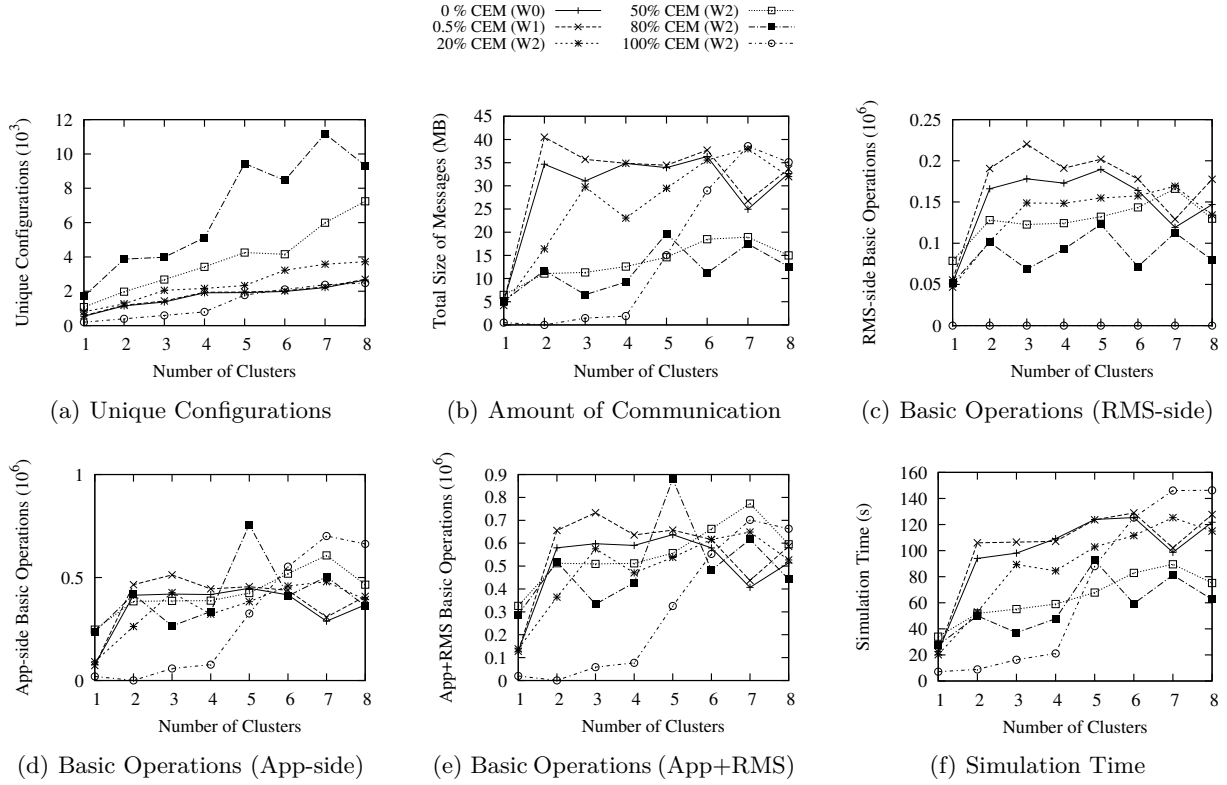 0 % CEM (W0)
0.5% CEM (W1)
20% CEM (W2)
50% CEM (W2)
80% CEM (W2)
100% CEM (W2)
Unique Configurations (10^3)
12
10
8
6
4
2
0
1 2 3 4 5 6 7 8
Number of Clusters
(a) Unique Configurations
Total Size of Messages (MB)
45
40
35
30
25
20
15
10
5
0
1 2 3 4 5 6 7 8
Number of Clusters
(b) Amount of Communication
RMS-side Basic Operations (10^6)
0.25
0.2
0.15
0.1
0.05
0
1 2 3 4 5 6 7 8
Number of Clusters
(c) Basic Operations (RMS-side)
App-side Basic Operations (10^6)
1
0.5
0
1 2 3 4 5 6 7 8
Number of Clusters
(d) Basic Operations (App-side)
App+RMS Basic Operations (10^6)
0.9
0.8
0.7
0.6
0.5
0.4
0.3
0.2
0.1
0
1 2 3 4 5 6 7 8
Number of Clusters
(e) Basic Operations (App+RMS)
Simulation Time (s)
160
140
120
100
80
60
40
20
0
1 2 3 4 5 6 7 8
Number of Clusters
(f) Simulation Time